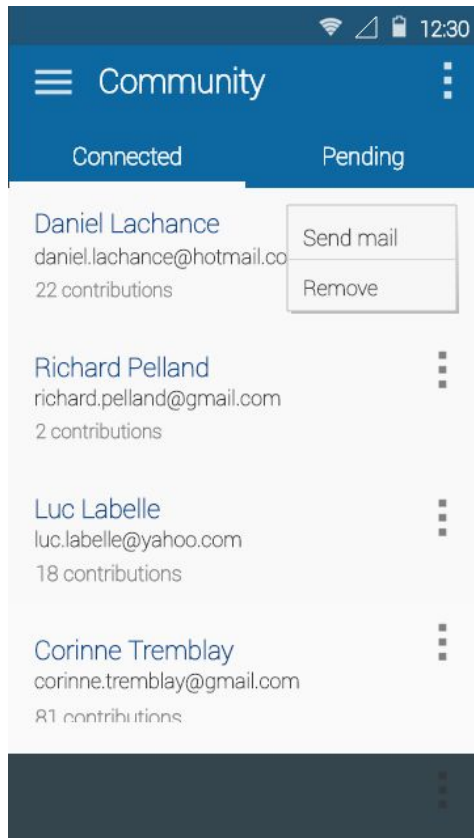 12:30
Community
Connected Pending
Daniel Lachance
daniel.lachance@hotmail.co
22 contributions
Send mail
Remove
Richard Pelland
richard.pelland@gmail.com
2 contributions
Luc Labelle
luc.labelle@yahoo.com
18 contributions
Corinne Tremblay
corinne.tremblay@gmail.com
81 contributions